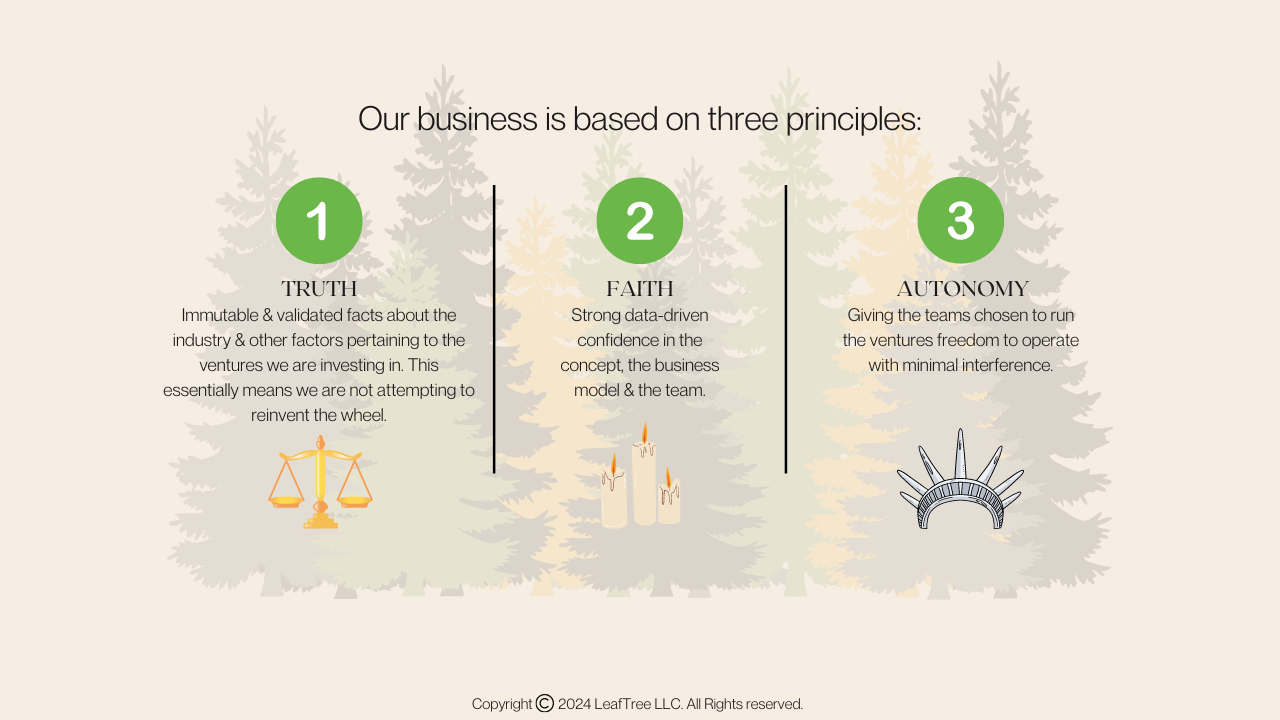 Our business is based on three principles:
1
TRUTH
Immutable & validated facts about the
industry & other factors pertaining to the
ventures we are investing in. This
essentially means we are not attempting to
reinvent the wheel.
2
FAITH
Strong data-driven
confidence in the
concept, the business
model & the team.
3
AUTONOMY
Giving the teams chosen to run
the ventures freedom to operate
with minimal interference.
Copyright © 2024 LeafTree LLC. All Rights reserved.